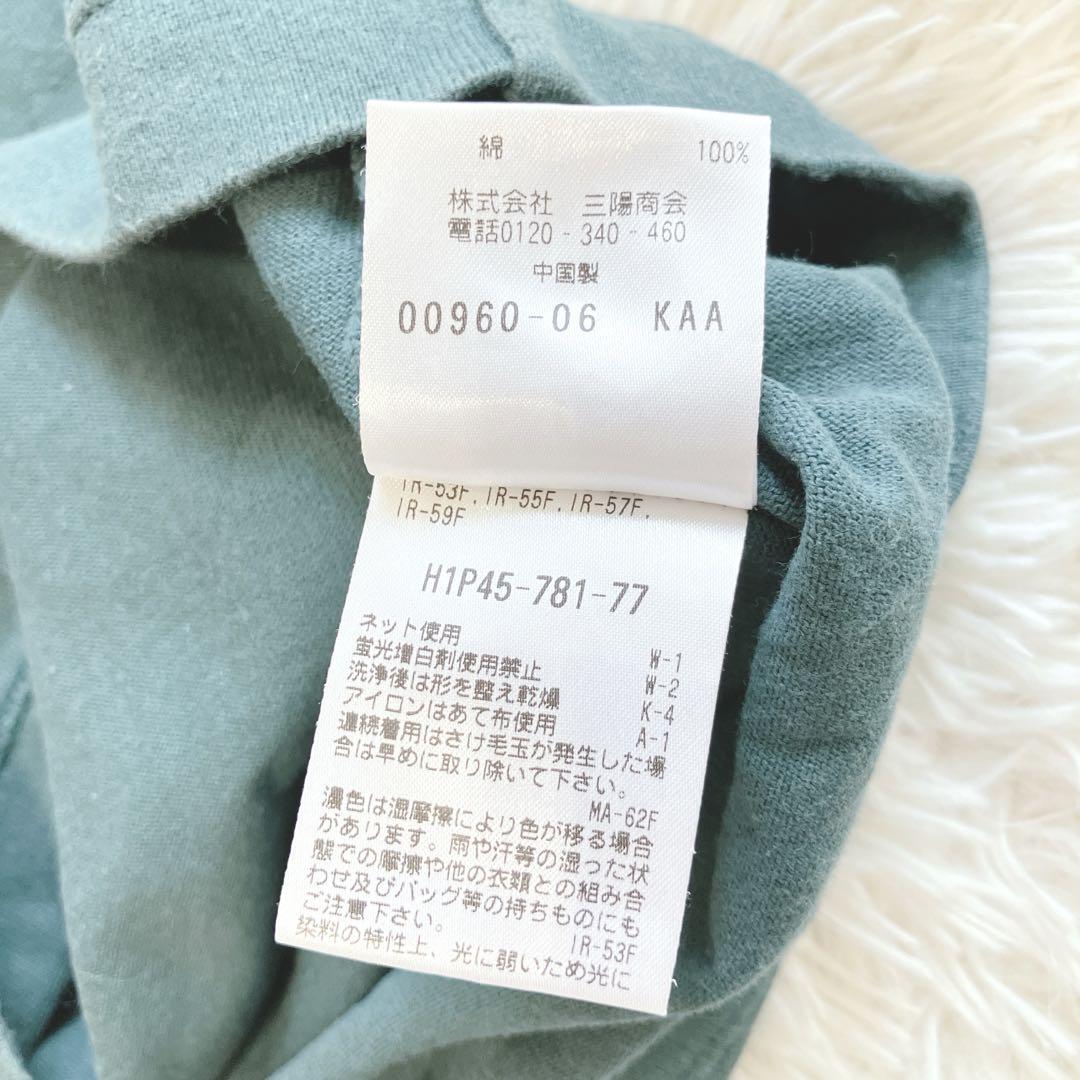 綿 100%
株式会社 三陽商会
電話0120-340-460
中国製
00960-06 KAA
IR-53F, IR-55F, IR-57F,
IR-59F
H1P45-781-77
ネット使用 W-1
蛍光増白剤使用禁止 W-2
洗浄後は形を整え乾燥 K-4
アイロンはあて布使用 A-1
連続着用はさけ毛玉が発生した場
合は早めに取り除いて下さい。
MA-62F
濃色は湿摩擦により色が移る場合
があります。雨や汗等の湿った状
態での摩擦や他の衣類との組み合
わせ及びバッグ等の持ちものにも
ご注意下さい。 IR-53F
染料の特性上、光に弱いため光に